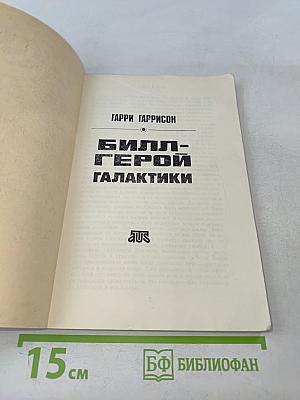 ГАРРИ ГАРРИСОН
БИЛЛ-
ГЕРОЙ
ГАЛАКТИКИ
15 см
БФ БИБЛИОФАН